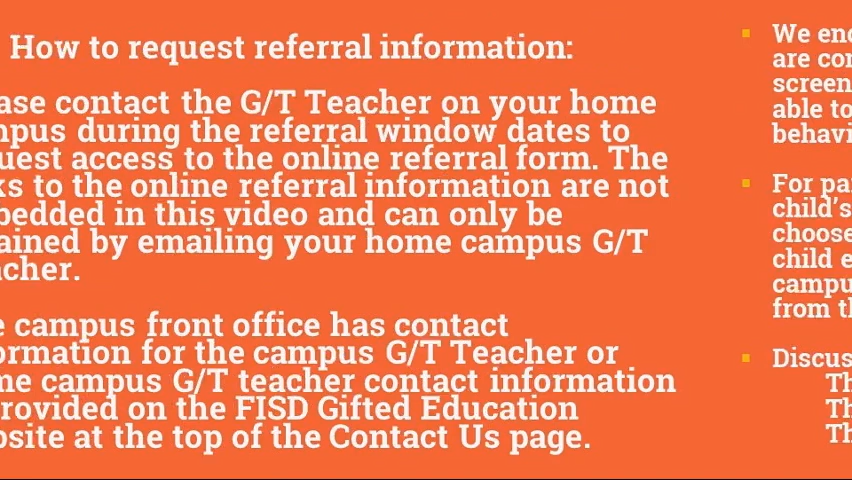 How to request referral information:
ase contact the G/T Teacher on your home
pus during the referral window dates to
uest access to the online referral form. The
ks to the online referral information are not
bedded in this video and can only be
ained by emailing your home campus G/T
acher.
e campus front office has contact
ormation for the campus G/T Teacher or
me campus G/T teacher contact information
rovided on the FISD Gifted Education
bsite at the top of the Contact Us page.
We enc
are con
screen
able to
behavi
For pa
child's
choose
child e
campu
from th
Discus
Th
Th
Th